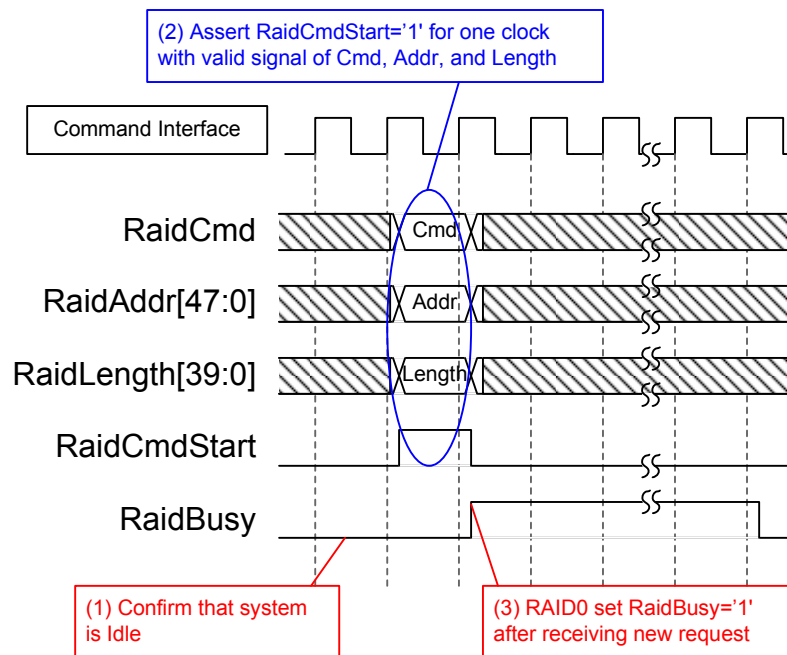 (2) Assert RaidCmdStart='1' for one clock
with valid signal of Cmd, Addr, and Length
Command Interface
RaidCmd
Cmd
RaidAddr[47:0]
Addr
RaidLength[39:0]
Length
RaidCmdStart
RaidBusy
(1) Confirm that system
is Idle
(3) RAID0 set RaidBusy='1'
after receiving new request